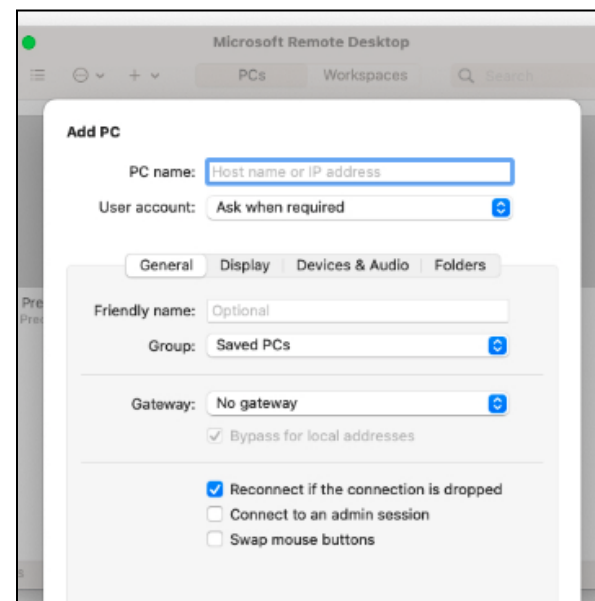 Microsoft Remote Desktop
PCs Workspaces Search
Add PC
PC name: Host name or IP address
User account: Ask when required
General Display Devices & Audio Folders
Friendly name: Optional
Group: Saved PCs
Gateway: No gateway
Bypass for local addresses
Reconnect if the connection is dropped
Connect to an admin session
Swap mouse buttons